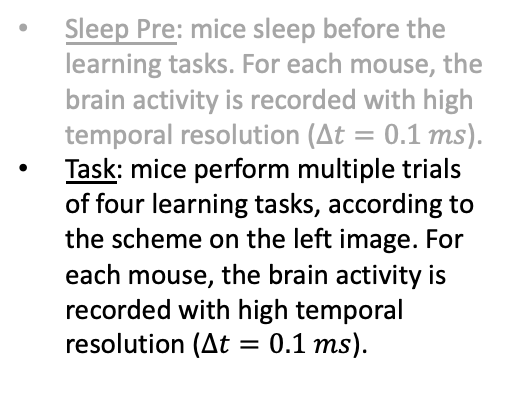 • Sleep Pre: mice sleep before the
learning tasks. For each mouse, the
brain activity is recorded with high
temporal resolution (Δt = 0.1 ms).
• Task: mice perform multiple trials
of four learning tasks, according to
the scheme on the left image. For
each mouse, the brain activity is
recorded with high temporal
resolution (Δt = 0.1 ms).